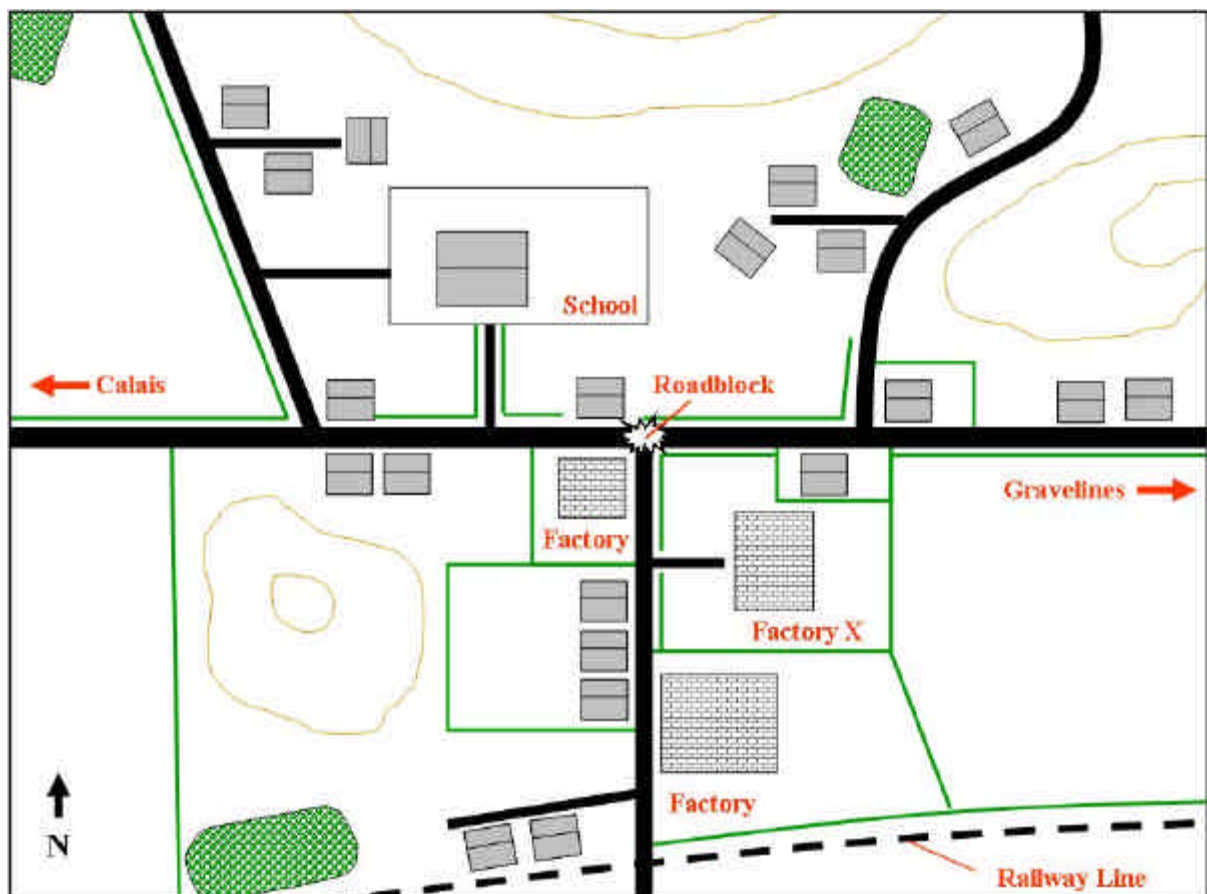 School
Calais
Roadblock
Gravelines
Factory
Factory X
Factory
N
Railway Line